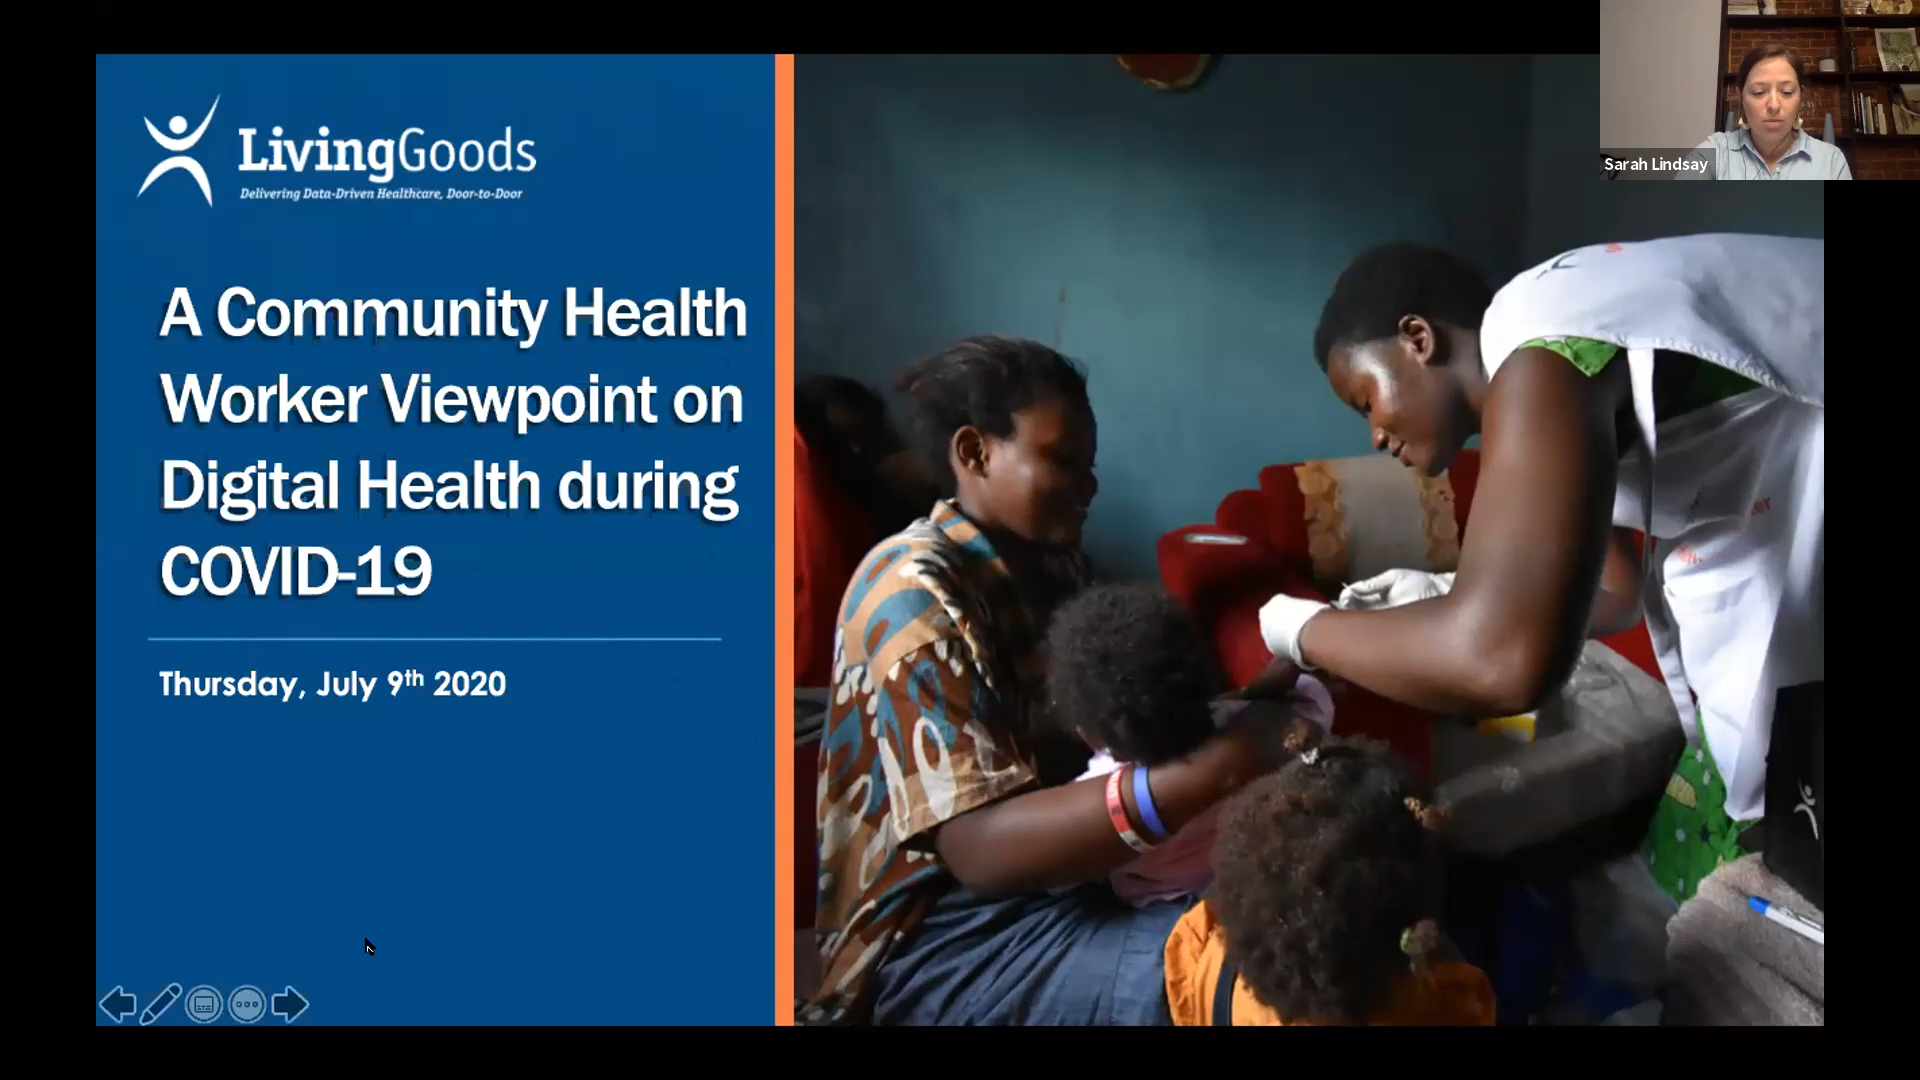 LivingGoods
Delivering Data-Driven Healthcare, Door-to-Door
A Community Health
Worker Viewpoint on
Digital Health during
COVID-19
Thursday, July 9th 2020
Sarah Lindsay